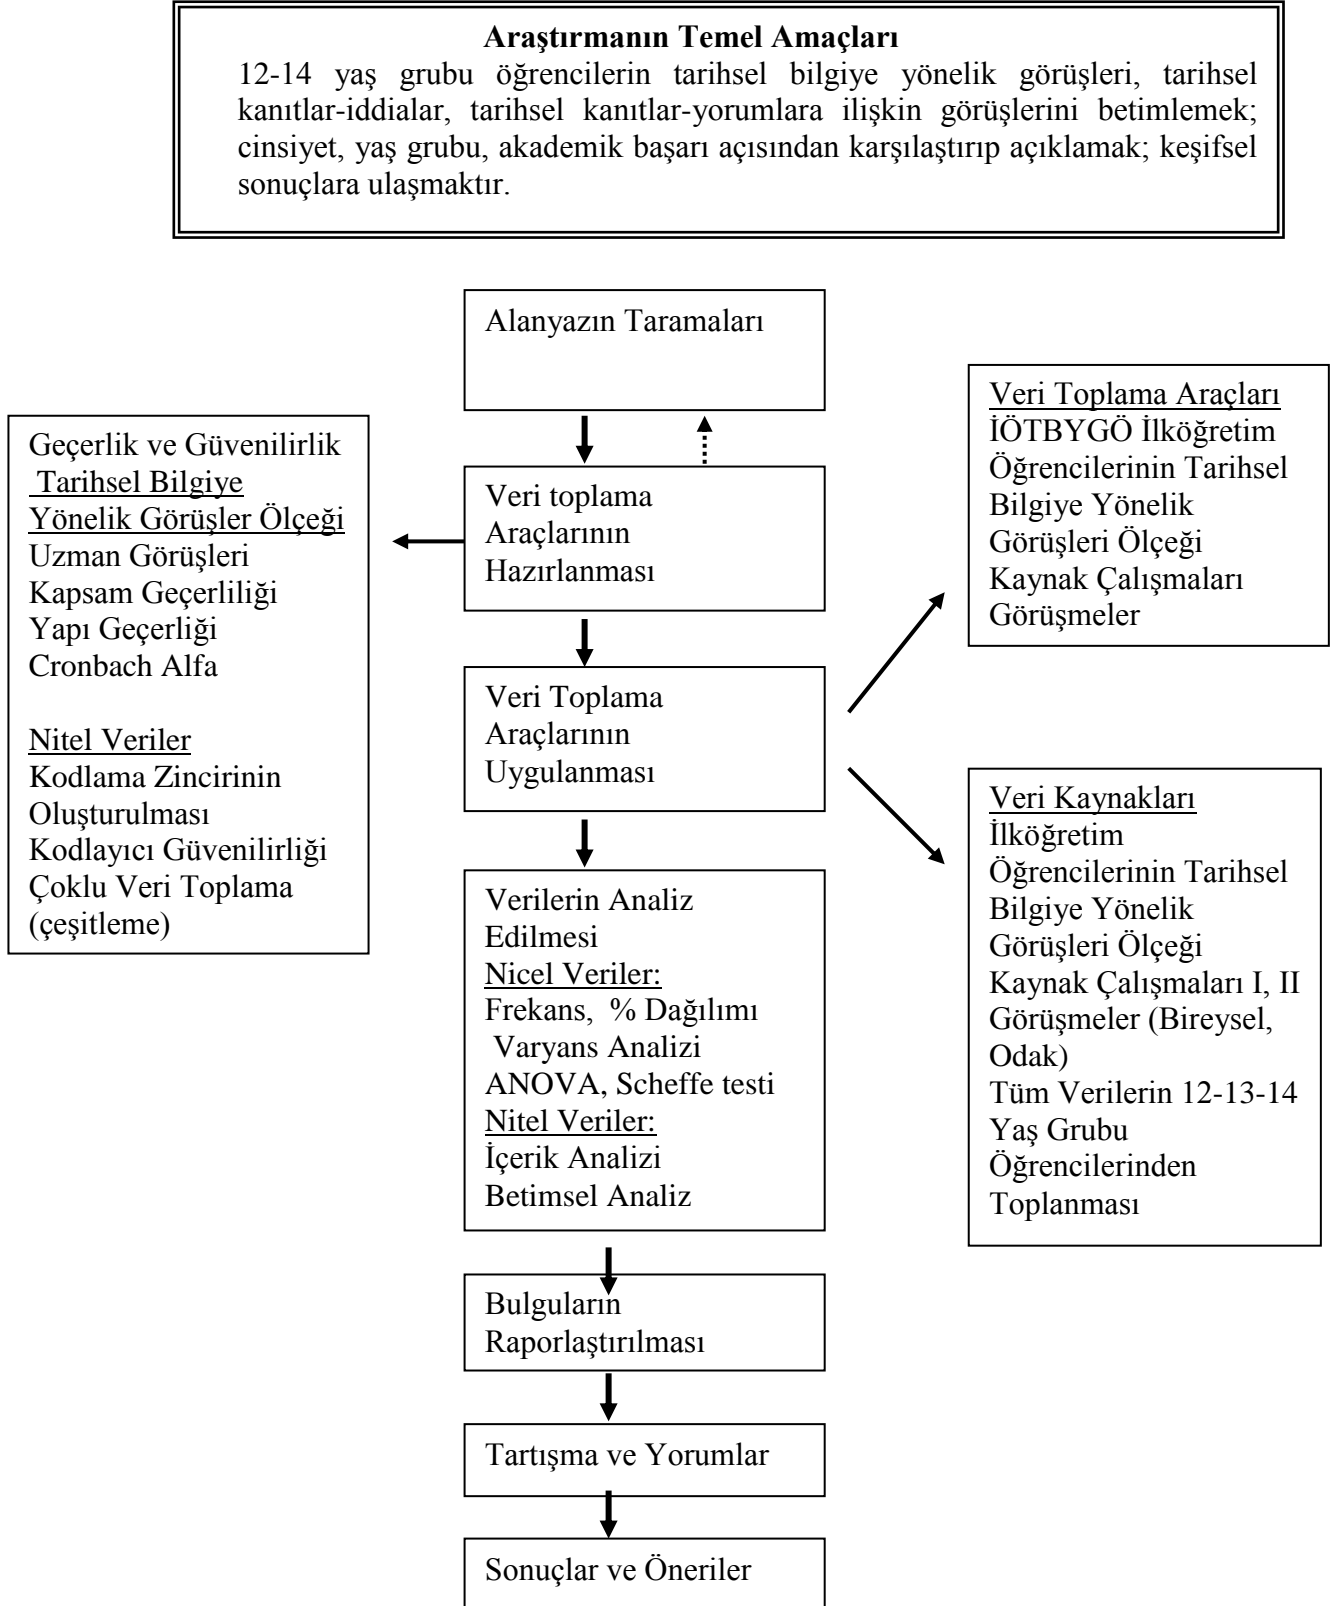 Araştırmanın Temel Amaçları
12-14 yaş grubu öğrencilerin tarihsel bilgiye yönelik görüşleri, tarihsel
kanıtlar-iddialar, tarihsel kanıtlar-yorumlara ilişkin görüşlerini betimlemek;
cinsiyet, yaş grubu, akademik başarı açısından karşılaştırıp açıklamak; keşifsel
sonuçlara ulaşmaktır.
Alanyazın Taramaları
Geçerlik ve Güvenilirlik
Tarihsel Bilgiye
Yönelik Görüşler Ölçeği
Uzman Görüşleri
Kapsam Geçerliliği
Yapı Geçerliği
Cronbach Alfa
Nitel Veriler
Kodlama Zincirinin
Oluşturulması
Kodlayıcı Güvenilirliği
Çoklu Veri Toplama
(çeşitleme)
Veri toplama
Araçlarının
Hazırlanması
Veri Toplama Araçları
İÖTBYGÖ İlköğretim
Öğrencilerinin Tarihsel
Bilgiye Yönelik
Görüşleri Ölçeği
Kaynak Çalışmaları
Görüşmeler
Veri Toplama
Araçlarının
Uygulanması
Veri Kaynakları
İlköğretim
Öğrencilerinin Tarihsel
Bilgiye Yönelik
Görüşleri Ölçeği
Kaynak Çalışmaları I, II
Görüşmeler (Bireysel,
Odak)
Tüm Verilerin 12-13-14
Yaş Grubu
Öğrencilerinden
Toplanması
Verilerin Analiz
Edilmesi
Nicel Veriler:
Frekans, % Dağılımı
Varyans Analizi
ANOVA, Scheffe testi
Nitel Veriler:
İçerik Analizi
Betimsel Analiz
Bulguların
Raporlaştırılması
Tartışma ve Yorumlar
Sonuçlar ve Öneriler